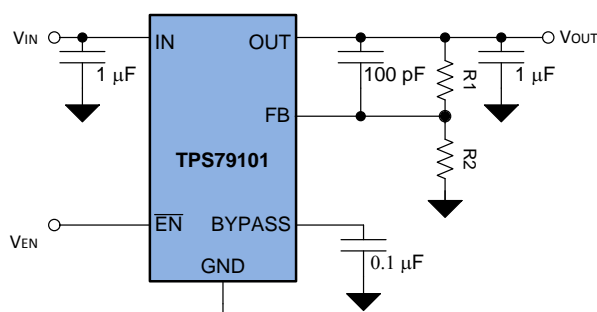 VIN
IN
OUT
VOUT
1 μF
100 pF
R1
1 μF
FB
TPS79101
R2
VEN
EN
BYPASS
0.1 μF
GND